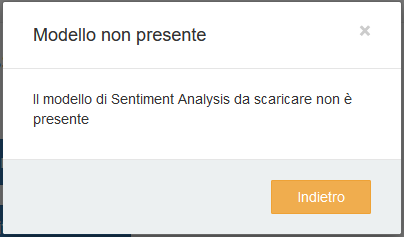 Modello non presente
×
Il modello di Sentiment Analysis da scaricare non è
presente
Indietro